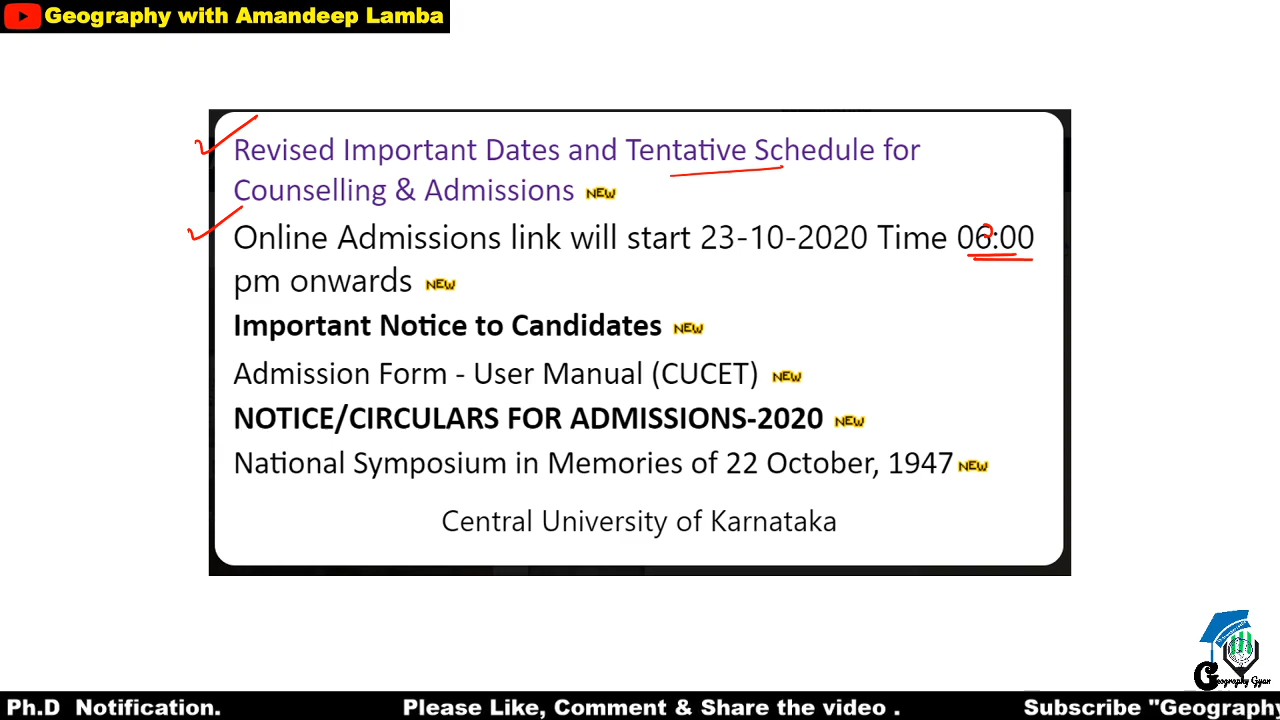 Geography with Amandeep Lamba
Revised Important Dates and Tentative Schedule for
Counselling & Admissions NEW
Online Admissions link will start 23-10-2020 Time 06:00
pm onwards NEW
Important Notice to Candidates NEW
Admission Form - User Manual (CUCET) NEW
NOTICE/CIRCULARS FOR ADMISSIONS-2020 NEW
National Symposium in Memories of 22 October, 1947 NEW
Central University of Karnataka
Geography Gyan
Ph.D Notification. Please Like, Comment & Share the video . Subscribe "Geography